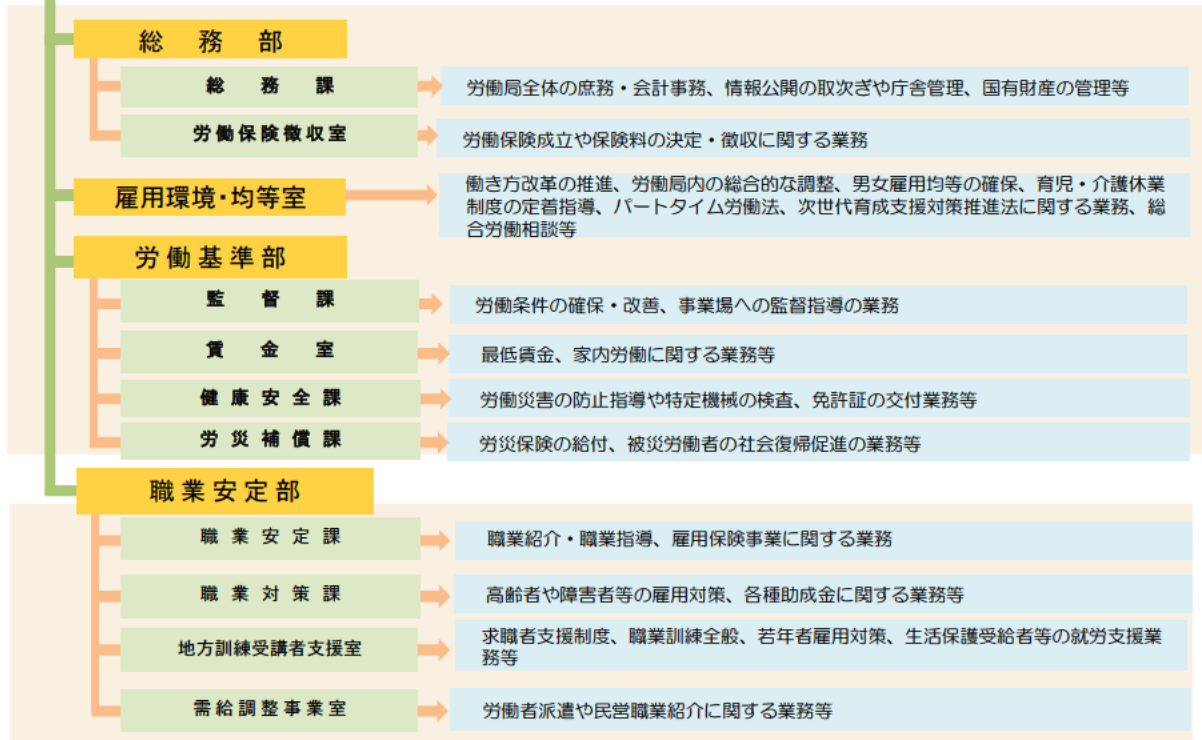 総務部
総務課
労働局全体の庶務・会計事務、情報公開の取次ぎや庁舎管理、国有財産の管理等
労働保険徴収室
労働保険成立や保険料の決定・徴収に関する業務
雇用環境・均等室
働き方改革の推進、労働局内の総合的な調整、男女雇用均等の確保、育児・介護休業
制度の定着指導、パートタイム労働法、次世代育成支援対策推進法に関する業務、総
合労働相談等
労働基準部
監督課
労働条件の確保・改善、事業場への監督指導の業務
賃金室
最低賃金、家内労働に関する業務等
健康安全課
労働災害の防止指導や特定機械の検査、免許証の交付業務等
労災補償課
労災保険の給付、被災労働者の社会復帰促進の業務等
職業安定部
職業安定課
職業紹介・職業指導、雇用保険事業に関する業務
職業対策課
高齢者や障害者等の雇用対策、各種助成金に関する業務等
地方訓練受講者支援室
求職者支援制度、職業訓練全般、若年者雇用対策、生活保護受給者等の就労支援業
務等
需給調整事業室
労働者派遣や民営職業紹介に関する業務等